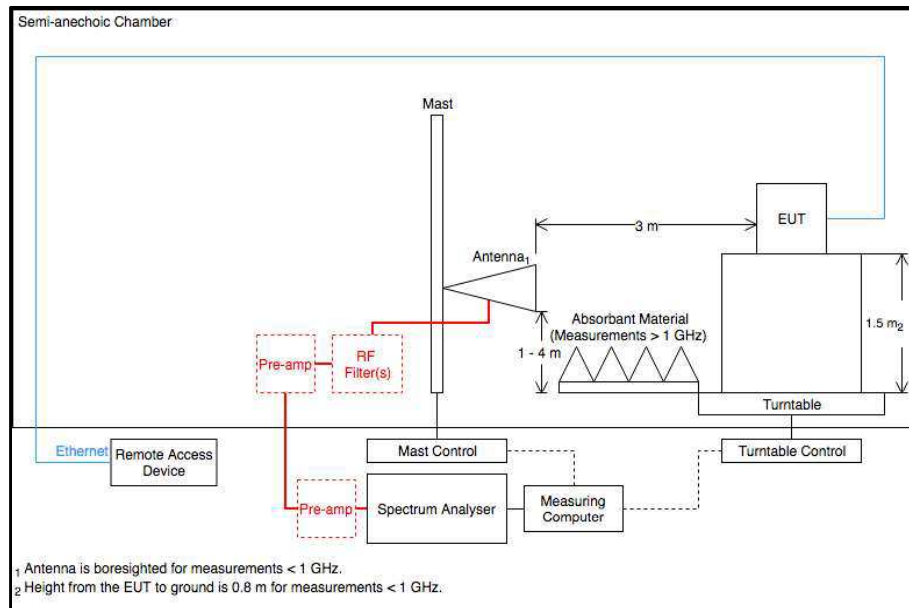 Semi-anechoic Chamber
Mast
EUT
3 m
Antenna1
Absorbant Material
(Measurements > 1 GHz)
1.5 m2
1 - 4 m
Pre-amp
RF
Filter(s)
Turntable
Ethernet
Remote Access
Device
Mast Control
Turntable Control
Pre-amp
Spectrum Analyser
Measuring
Computer
1 Antenna is boresighted for measurements < 1 GHz.
2 Height from the EUT to ground is 0.8 m for measurements < 1 GHz.